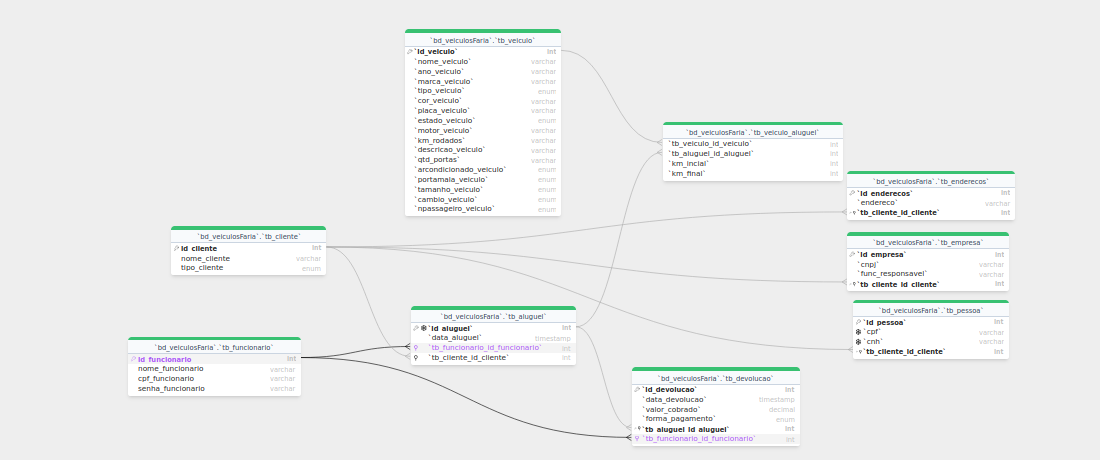 `bd_veiculosFaria`.`tb_veiculo`
`id_veiculo` int
`nome_veiculo` varchar
`ano_veiculo` varchar
`marca_veiculo` varchar
`tipo_veiculo` enum
`cor_veiculo` varchar
`placa_veiculo` varchar
`estado_veiculo` enum
`motor_veiculo` varchar
`km_rodados` varchar
`descricao_veiculo` varchar
`qtd_portas` varchar
`arcondicionado_veiculo` enum
`portamala_veiculo` enum
`tamanho_veiculo` enum
`cambio_veiculo` enum
`npassageiro_veiculo` enum
`bd_veiculosFaria`.`tb_veiculo_aluguel`
`tb_veiculo_id_veiculo` int
`tb_aluguel_id_aluguel` int
`km_incial` int
`km_final` int
`bd_veiculosFaria`.`tb_enderecos`
`id_enderecos` int
`endereco` varchar
`tb_cliente_id_cliente` int
`bd_veiculosFaria`.`tb_cliente`
id_cliente int
nome_cliente varchar
tipo_cliente enum
`bd_veiculosFaria`.`tb_empresa`
`id_empresa` int
`cnpj` varchar
`func_responsavel` varchar
`tb_cliente_id_cliente` int
`bd_veiculosFaria`.`tb_pessoa`
`id_pessoa` int
`cpf` varchar
`cnh` varchar
`tb_cliente_id_cliente` int
`bd_veiculosFaria`.`tb_aluguel`
`id_aluguel` int
`data_aluguel` timestamp
`tb_funcionario_id_funcionario` int
`tb_cliente_id_cliente` int
`bd_veiculosFaria`.`tb_funcionario`
id_funcionario int
nome_funcionario varchar
cpf_funcionario varchar
senha_funcionario varchar
`bd_veiculosFaria`.`tb_devolucao`
`id_devolucao` int
`data_devolucao` timestamp
`valor_cobrado` decimal
`forma_pagamento` enum
`tb_aluguel_id_aluguel` int
`tb_funcionario_id_funcionario` int